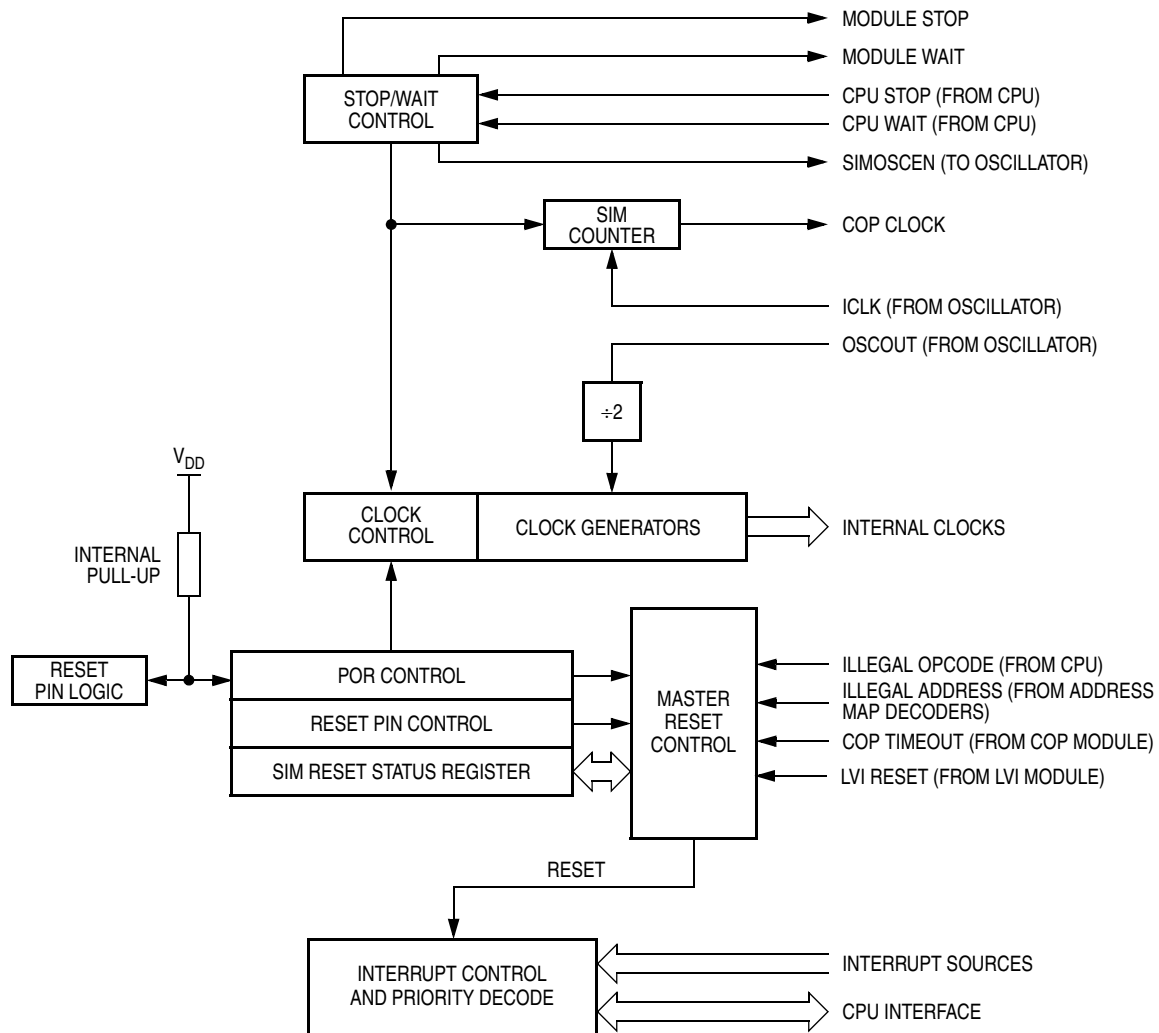 MODULE STOP
MODULE WAIT
STOP/WAIT
CONTROL
CPU STOP (FROM CPU)
CPU WAIT (FROM CPU)
SIMOSCEN (TO OSCILLATOR)
SIM
COUNTER
COP CLOCK
ICLK (FROM OSCILLATOR)
OSCOUT (FROM OSCILLATOR)
÷2
VDD
CLOCK
CONTROL
CLOCK GENERATORS
INTERNAL CLOCKS
INTERNAL
PULL-UP
RESET
PIN LOGIC
POR CONTROL
RESET PIN CONTROL
SIM RESET STATUS REGISTER
MASTER
RESET
CONTROL
ILLEGAL OPCODE (FROM CPU)
ILLEGAL ADDRESS (FROM ADDRESS
MAP DECODERS)
COP TIMEOUT (FROM COP MODULE)
LVI RESET (FROM LVI MODULE)
RESET
INTERRUPT CONTROL
AND PRIORITY DECODE
INTERRUPT SOURCES
CPU INTERFACE